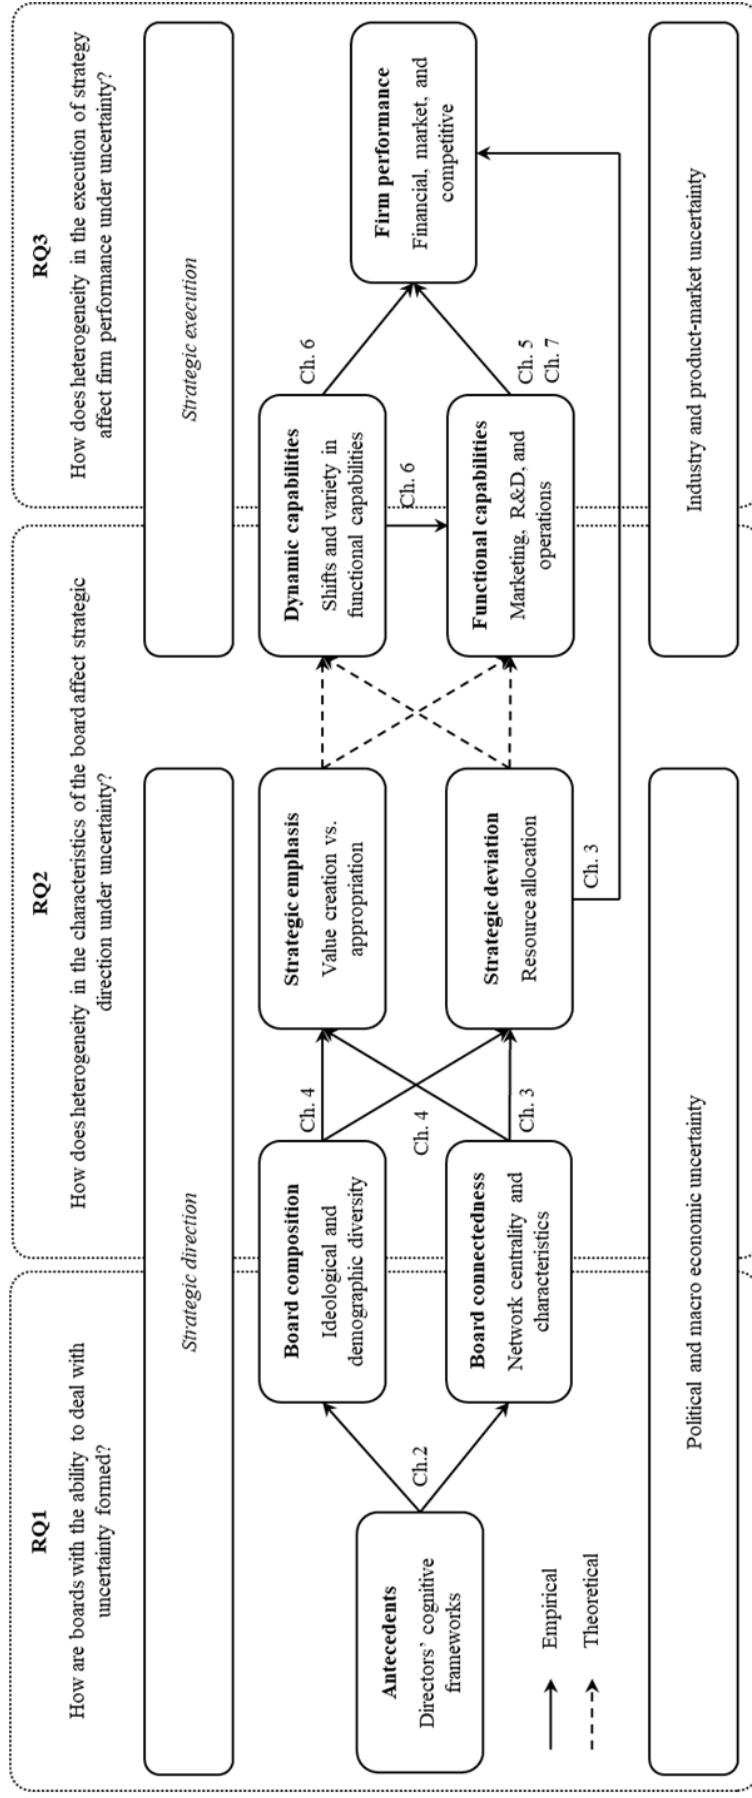 RQ1
How are boards with the ability to deal with
uncertainty formed?
RQ2
How does heterogeneity in the characteristics of the board affect strategic
direction under uncertainty?
RQ3
How does heterogeneity in the execution of strategy
affect firm performance under uncertainty?
Strategic direction
Strategic execution
Antecedents
Directors' cognitive
frameworks
Ch.2
Board composition
Ideological and
demographic diversity
Board connectedness
Network centrality and
characteristics
Ch. 4
Ch. 4
Ch. 3
Strategic emphasis
Value creation vs.
appropriation
Strategic deviation
Resource allocation
Ch. 3
Dynamic capabilities
Shifts and variety in
functional capabilities
Ch. 6
Functional capabilities
Marketing, R&D, and
operations
Ch. 6
Ch. 5
Ch. 7
Firm performance
Financial, market, and
competitive
Empirical
Theoretical
Political and macro economic uncertainty
Industry and product-market uncertainty